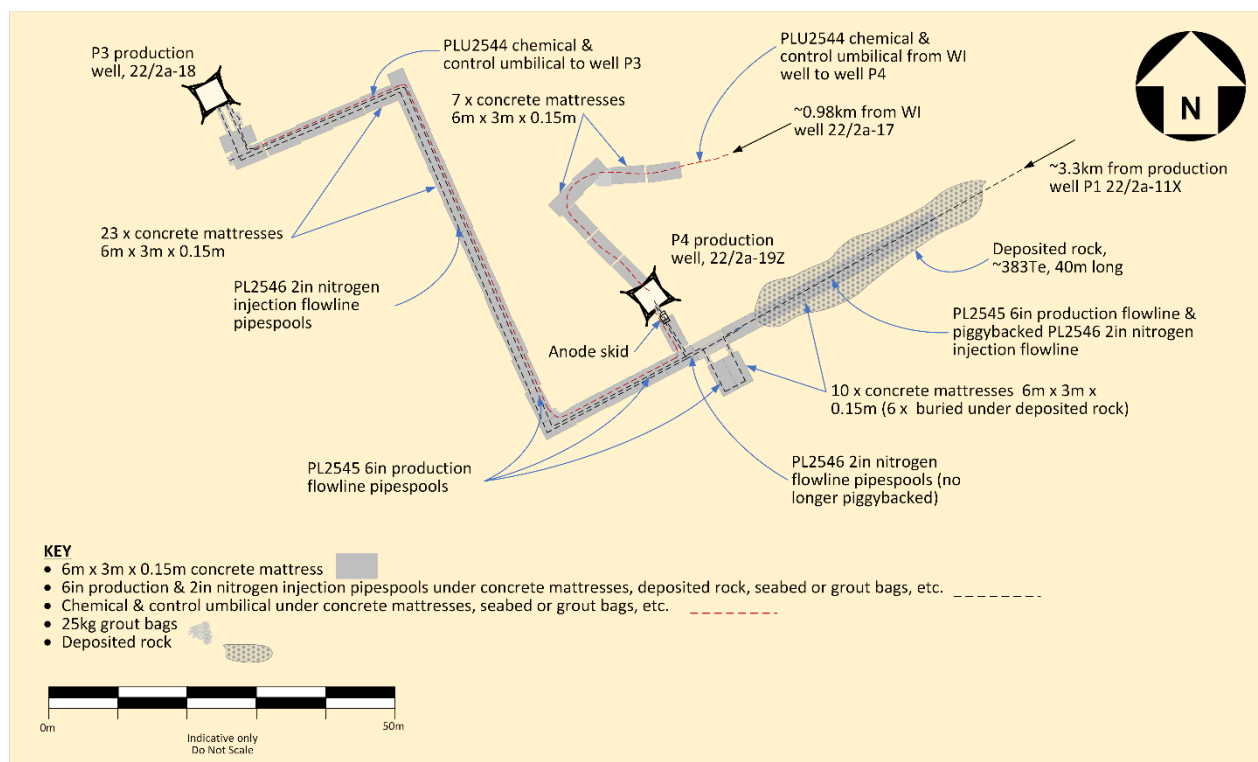 P3 production
well, 22/2a-18
PLU2544 chemical &
control umbilical to well P3
PLU2544 chemical &
control umbilical from WI
well to well P4
7 x concrete mattresses
6m x 3m x 0.15m
~0.98km from WI
well 22/2a-17
N
~3.3km from production
well P1 22/2a-11X
23 x concrete mattresses
6m x 3m x 0.15m
P4 production
well, 22/2a-19Z
Deposited rock,
~383Te, 40m long
PL2546 2in nitrogen
injection flowline
pipespools
PL2545 6in production flowline &
piggybacked PL2546 2in nitrogen
injection flowline
Anode skid
10 x concrete mattresses  6m x 3m x
0.15m (6 x  buried under deposited rock)
PL2545 6in production
flowline pipespools
PL2546 2in nitrogen
flowline pipespools (no
longer piggybacked)
KEY
• 6m x 3m x 0.15m concrete mattress
• 6in production & 2in nitrogen injection pipespools under concrete mattresses, deposited rock, seabed or grout bags, etc.
• Chemical & control umbilical under concrete mattresses, seabed or grout bags, etc.
• 25kg grout bags
• Deposited rock
0m
50m
Indicative only
Do Not Scale